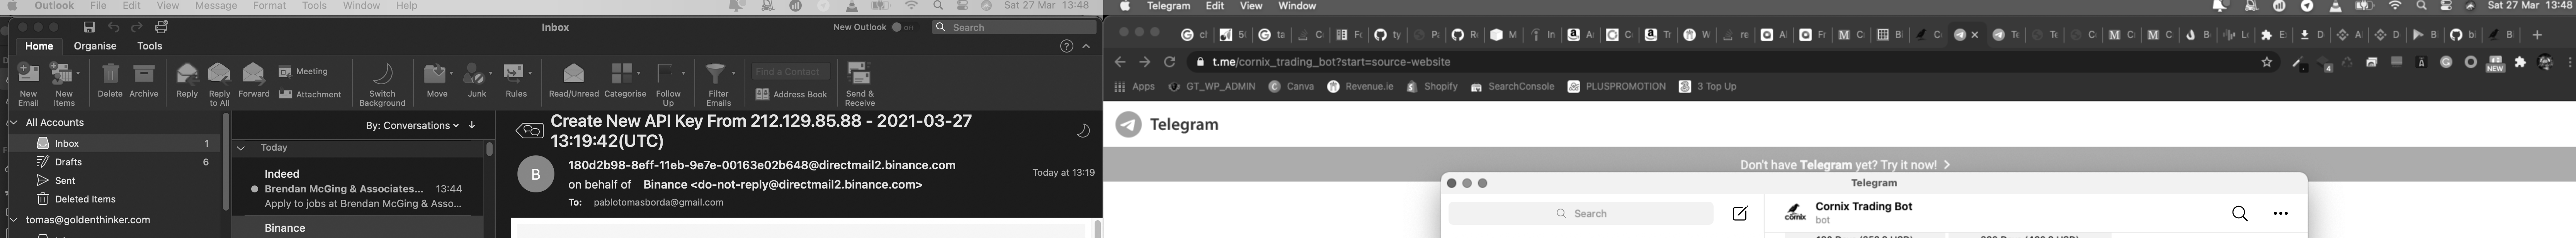 Outlook File Edit View Message Format Tools Window Help Sat 27 Mar 13:48
Inbox New Outlook Off Search
Home Organise Tools
New Email
New Items
Delete
Archive
Reply
Reply to All
Forward
Meeting
Attachment
Switch Background
Move
Junk
Rules
Read/Unread
Categorise
Follow Up
Filter Emails
Find a Contact
Address Book
Send & Receive
All Accounts
Inbox 1
Drafts 6
Sent
Deleted Items
tomas@goldenthinker.com
By: Conversations
Today
Indeed
Brendan McGing & Associates... 13:44
Apply to jobs at Brendan McGing & Asso...
Binance
Create New API Key From 212.129.85.88 - 2021-03-27
13:19:42(UTC)
B
180d2b98-8eff-11eb-9e7e-00163e02b648@directmail2.binance.com
on behalf of Binance <do-not-reply@directmail2.binance.com>
Today at 13:19
To: pablotomasborda@gmail.com
Telegram Edit View Window Sat 27 Mar 13:48
t.me/cornix_trading_bot?start=source-website
NEW
Apps GT_WP_ADMIN Canva Revenue.ie Shopify SearchConsole PLUSPROMOTION 3 Top Up
Telegram
Don't have Telegram yet? Try it now!
Telegram
Search
Cornix Trading Bot
bot